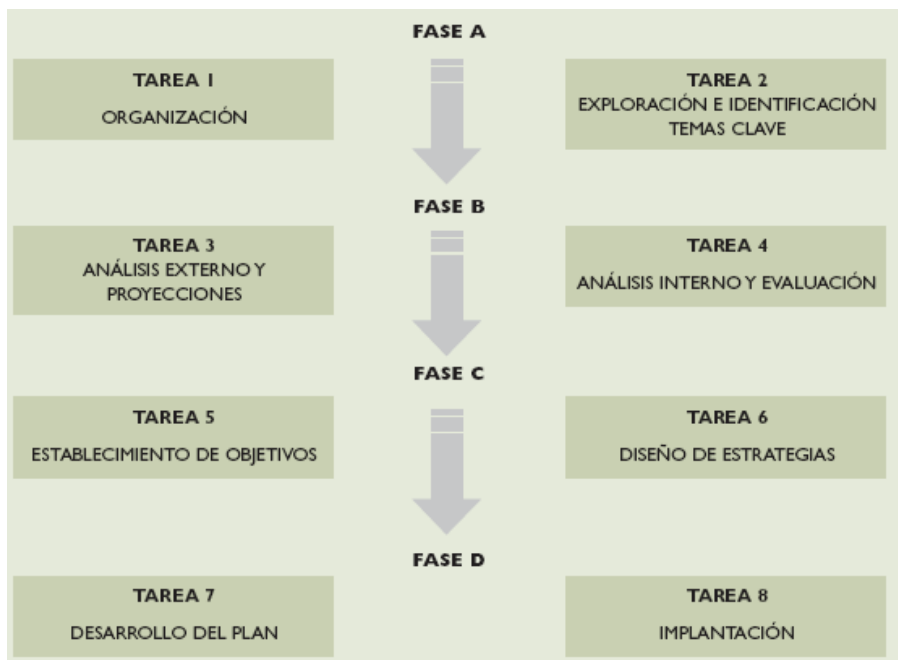 FASE A
TAREA 1
ORGANIZACIÓN
TAREA 2
EXPLORACIÓN E IDENTIFICACIÓN
TEMAS CLAVE
FASE B
TAREA 3
ANÁLISIS EXTERNO Y
PROYECCIONES
TAREA 4
ANÁLISIS INTERNO Y EVALUACIÓN
FASE C
TAREA 5
ESTABLECIMIENTO DE OBJETIVOS
TAREA 6
DISEÑO DE ESTRATEGIAS
FASE D
TAREA 7
DESARROLLO DEL PLAN
TAREA 8
IMPLANTACIÓN